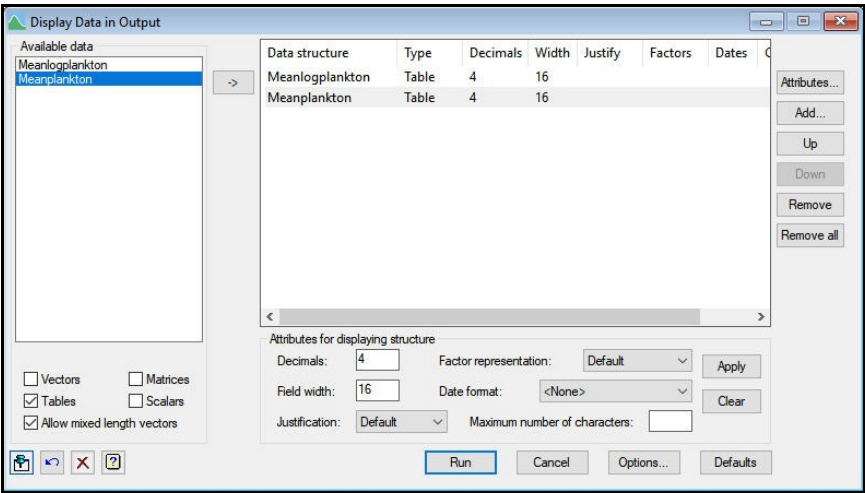 Display Data in Output
Available data
Meanlogplankton
Meanplankton
->
Data structure Type Decimals Width Justify Factors Dates
Meanlogplankton Table 4 16
Meanplankton Table 4 16
Attributes...
Add...
Up
Down
Remove
Remove all
Vectors Matrices
Tables Scalars
Allow mixed length vectors
Attributes for displaying structure
Decimals: 4 Factor representation: Default Apply
Field width: 16 Date format: <None> Clear
Justification: Default Maximum number of characters:
Run Cancel Options... Defaults